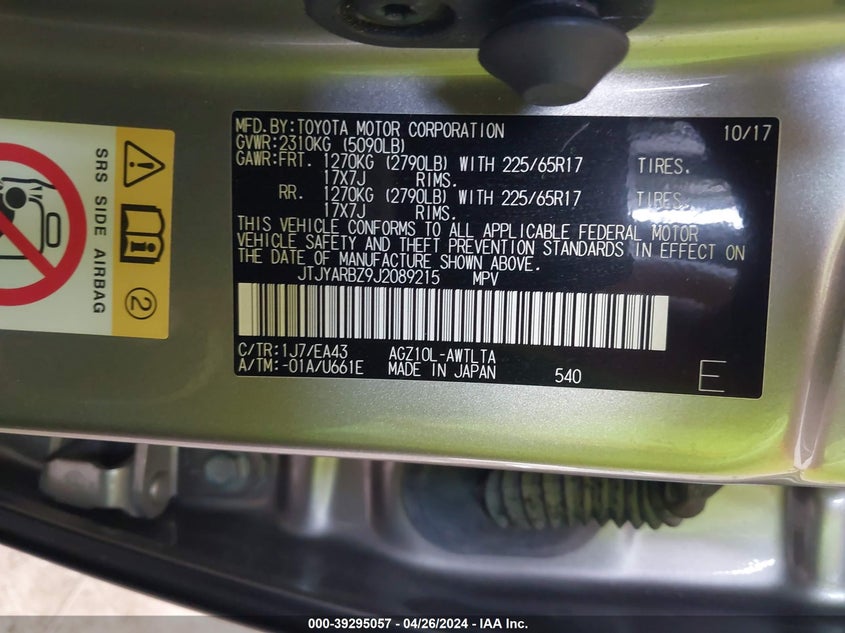 MFD.BY:TOYOTA MOTOR CORPORATION 10/17
GVWR:2310KG (5090LB)
GAWR:FRT. 1270KG (2790LB) WITH 225/65R17 TIRES.
17X7J RIMS.
RR. 1270KG (2790LB) WITH 225/65R17 TIRES.
17X7J RIMS.
THIS VEHICLE CONFORMS TO ALL APPLICABLE FEDERAL MOTOR
VEHICLE SAFETY AND THEFT PREVENTION STANDARDS IN EFFECT ON
THE DATE OF MANUFACTURE SHOWN ABOVE.
JTJYARBZ9J2089215 MPV
C/TR:1J7/EA43 AGZ10L-AWTLTA
A/TM:-01A/U661E MADE IN JAPAN 540 E
SRS SIDE AIRBAG
2
000-39295057 - 04/26/2024 - IAA Inc.